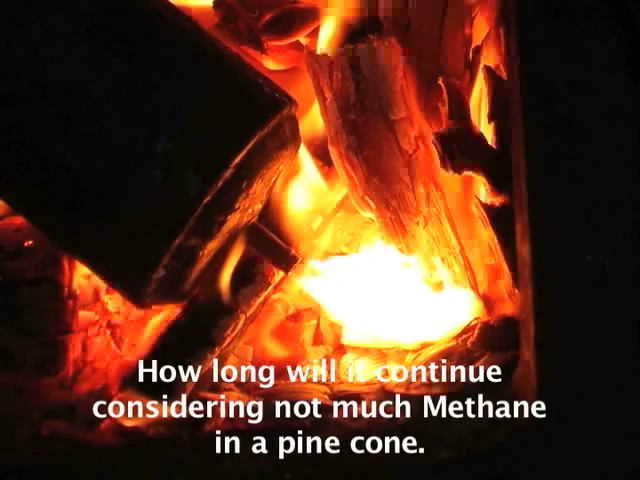 How long will it continue
considering not much Methane
in a pine cone.